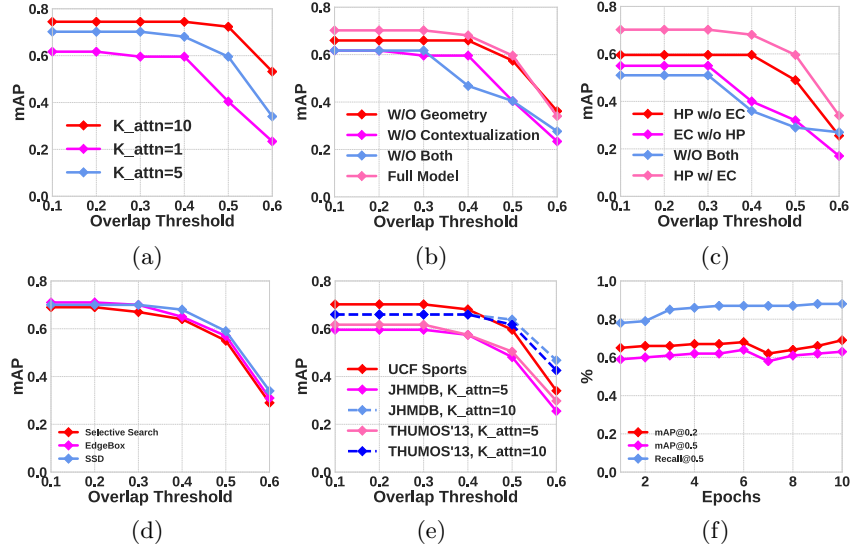 0.8
0.6
0.4
0.2
0.0
mAP
K_attn=10
K_attn=1
K_attn=5
0.1 0.2 0.3 0.4 0.5 0.6
Overlap Threshold
(a)
0.8
0.6
0.4
0.2
0.0
mAP
W/O Geometry
W/O Contextualization
W/O Both
Full Model
0.1 0.2 0.3 0.4 0.5 0.6
Overlap Threshold
(b)
0.8
0.6
0.4
0.2
0.0
mAP
HP w/o EC
EC w/o HP
W/O Both
HP w/ EC
0.1 0.2 0.3 0.4 0.5 0.6
Overlap Threshold
(c)
0.8
0.6
0.4
0.2
0.0
mAP
Selective Search
EdgeBox
SSD
0.1 0.2 0.3 0.4 0.5 0.6
Overlap Threshold
(d)
0.8
0.6
0.4
0.2
0.0
mAP
UCF Sports
JHMDB, K_attn=5
JHMDB, K_attn=10
THUMOS'13, K_attn=5
THUMOS'13, K_attn=10
0.1 0.2 0.3 0.4 0.5 0.6
Overlap Threshold
(e)
1.0
0.8
0.6
0.4
0.2
0.0
%
mAP@0.2
mAP@0.5
Recall@0.5
2 4 6 8 10
Epochs
(f)